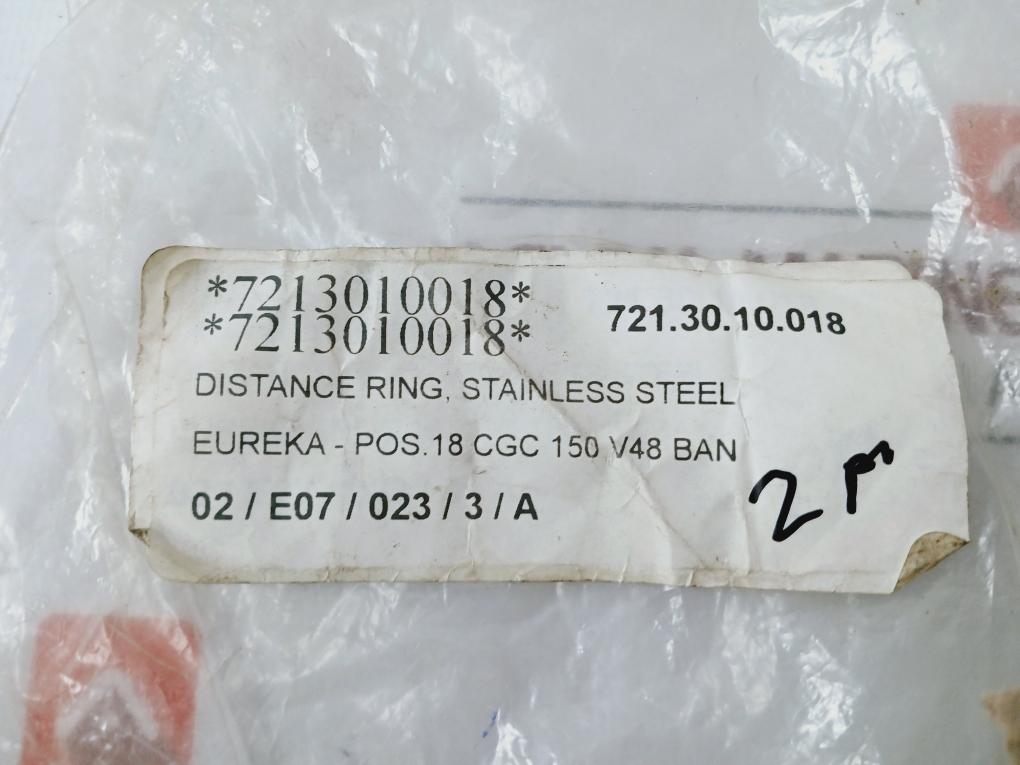 *7213010018*
*7213010018*
721.30.10.018
DISTANCE RING, STAINLESS STEEL
EUREKA - POS.18 CGC 150 V48 BAN
02 / E07 / 023 / 3 / A
2